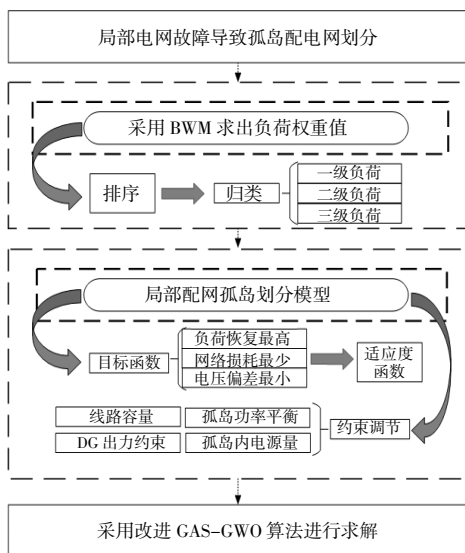 局部电网故障导致孤岛配电网划分
采用 BWM 求出负荷权重值
排序
归类
一级负荷
二级负荷
三级负荷
局部配网孤岛划分模型
目标函数
负荷恢复最高
网络损耗最少
电压偏差最小
适应度
函数
线路容量
孤岛功率平衡
DG 出力约束
孤岛内电源量
约束调节
采用改进 GAS-GWO 算法进行求解